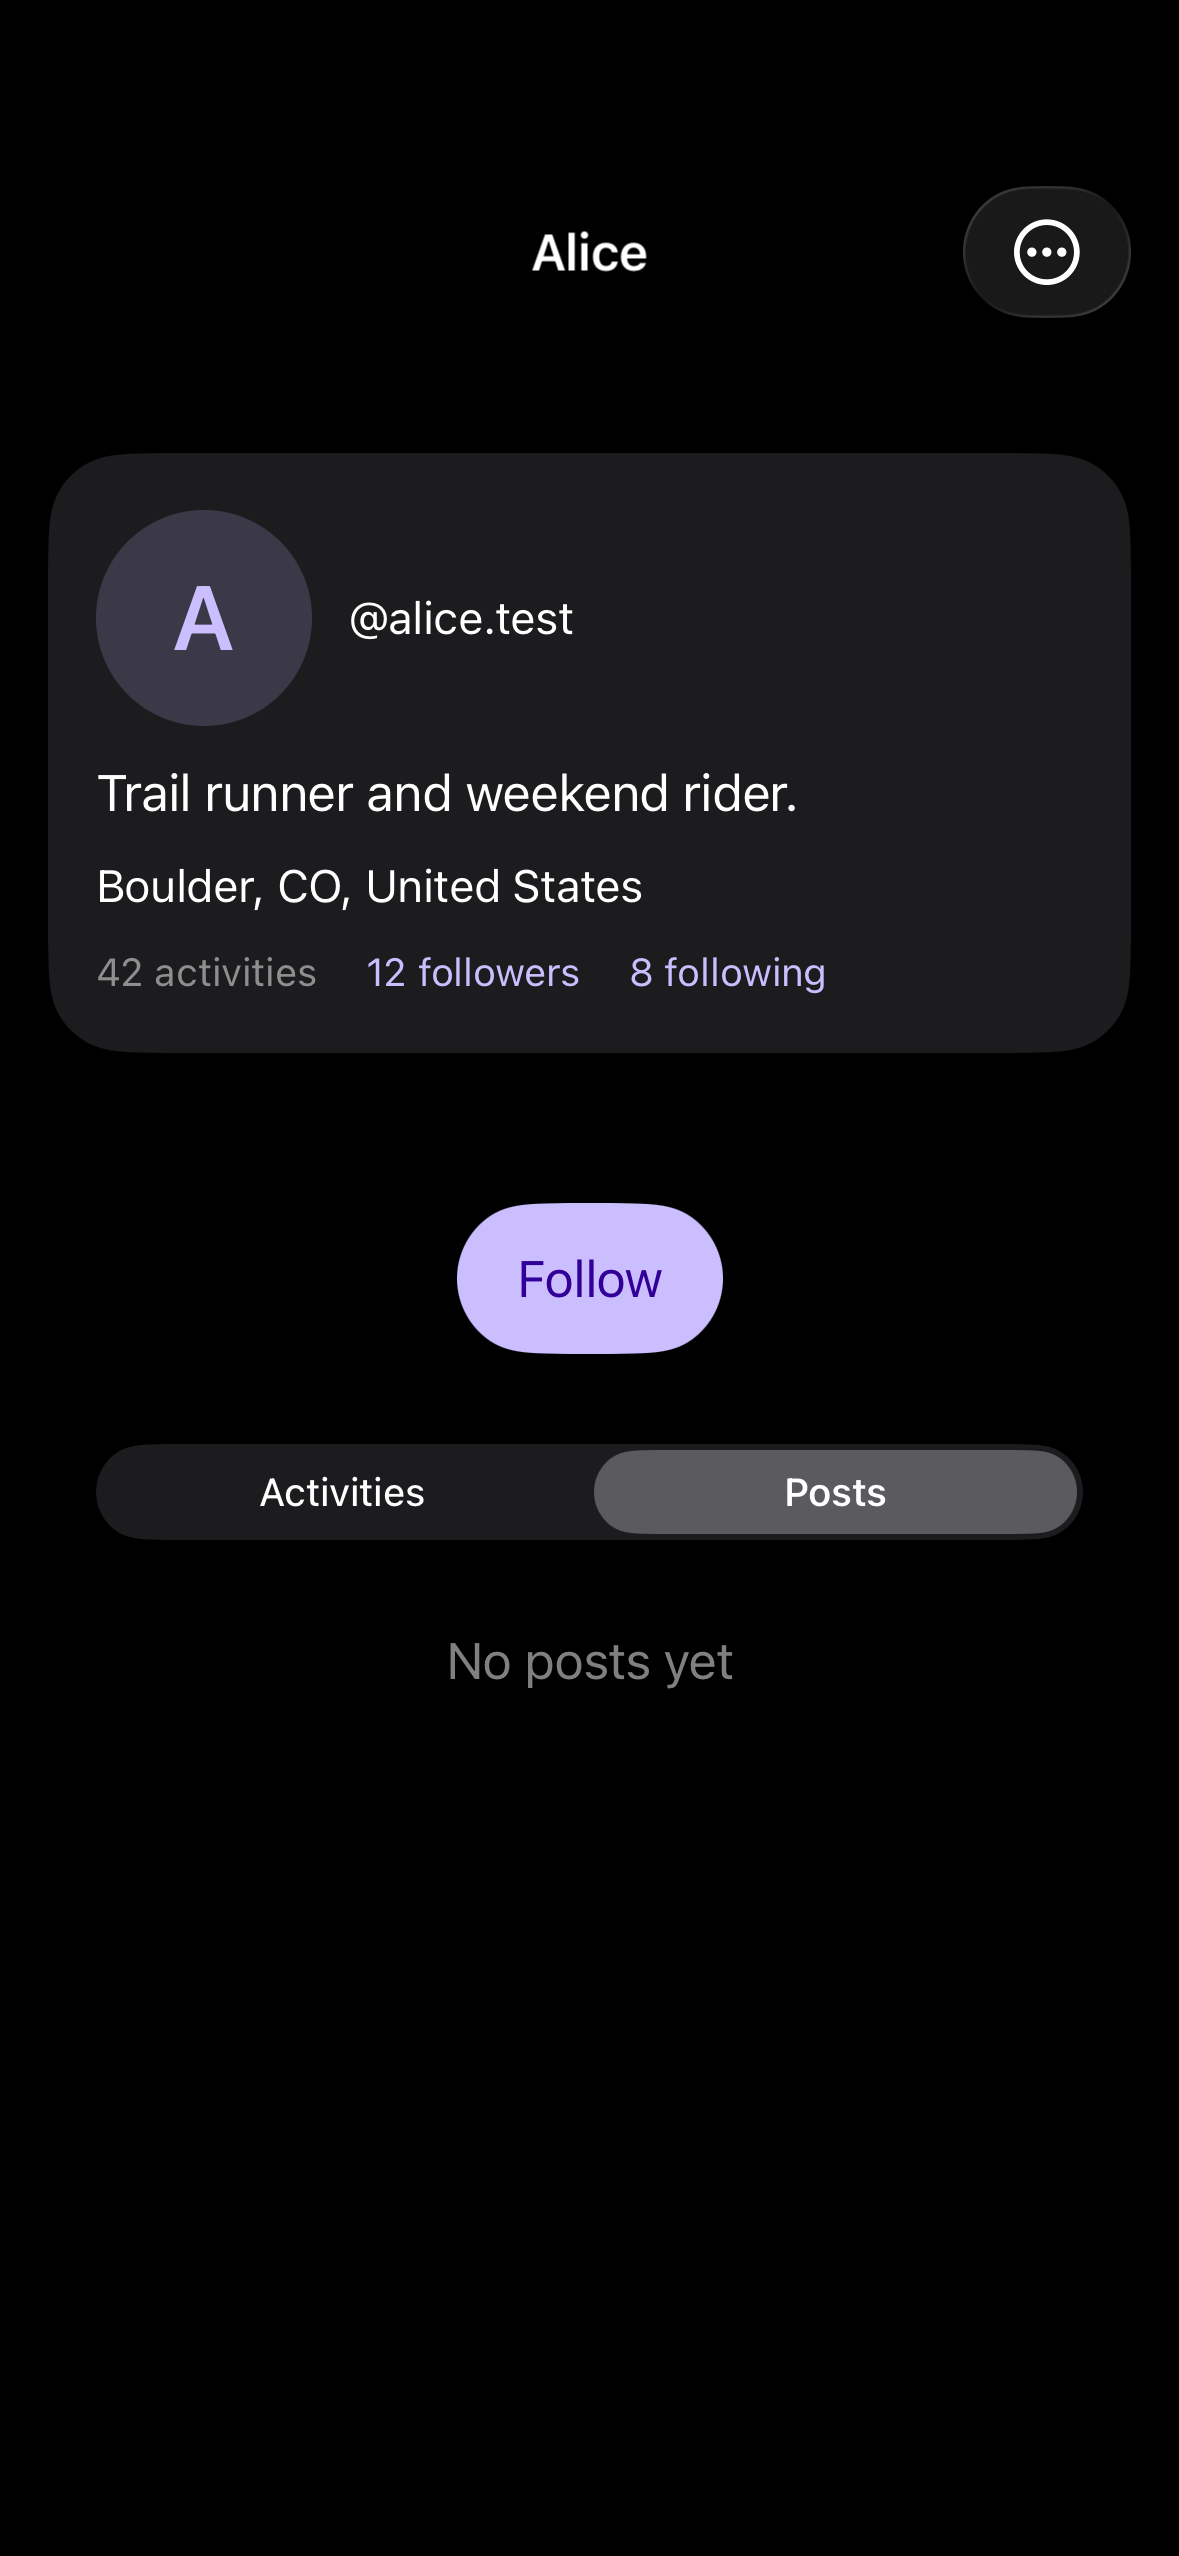 Alice
A
@alice.test
Trail runner and weekend rider.
Boulder, CO, United States
42 activities 12 followers 8 following
Follow
Activities Posts
No posts yet